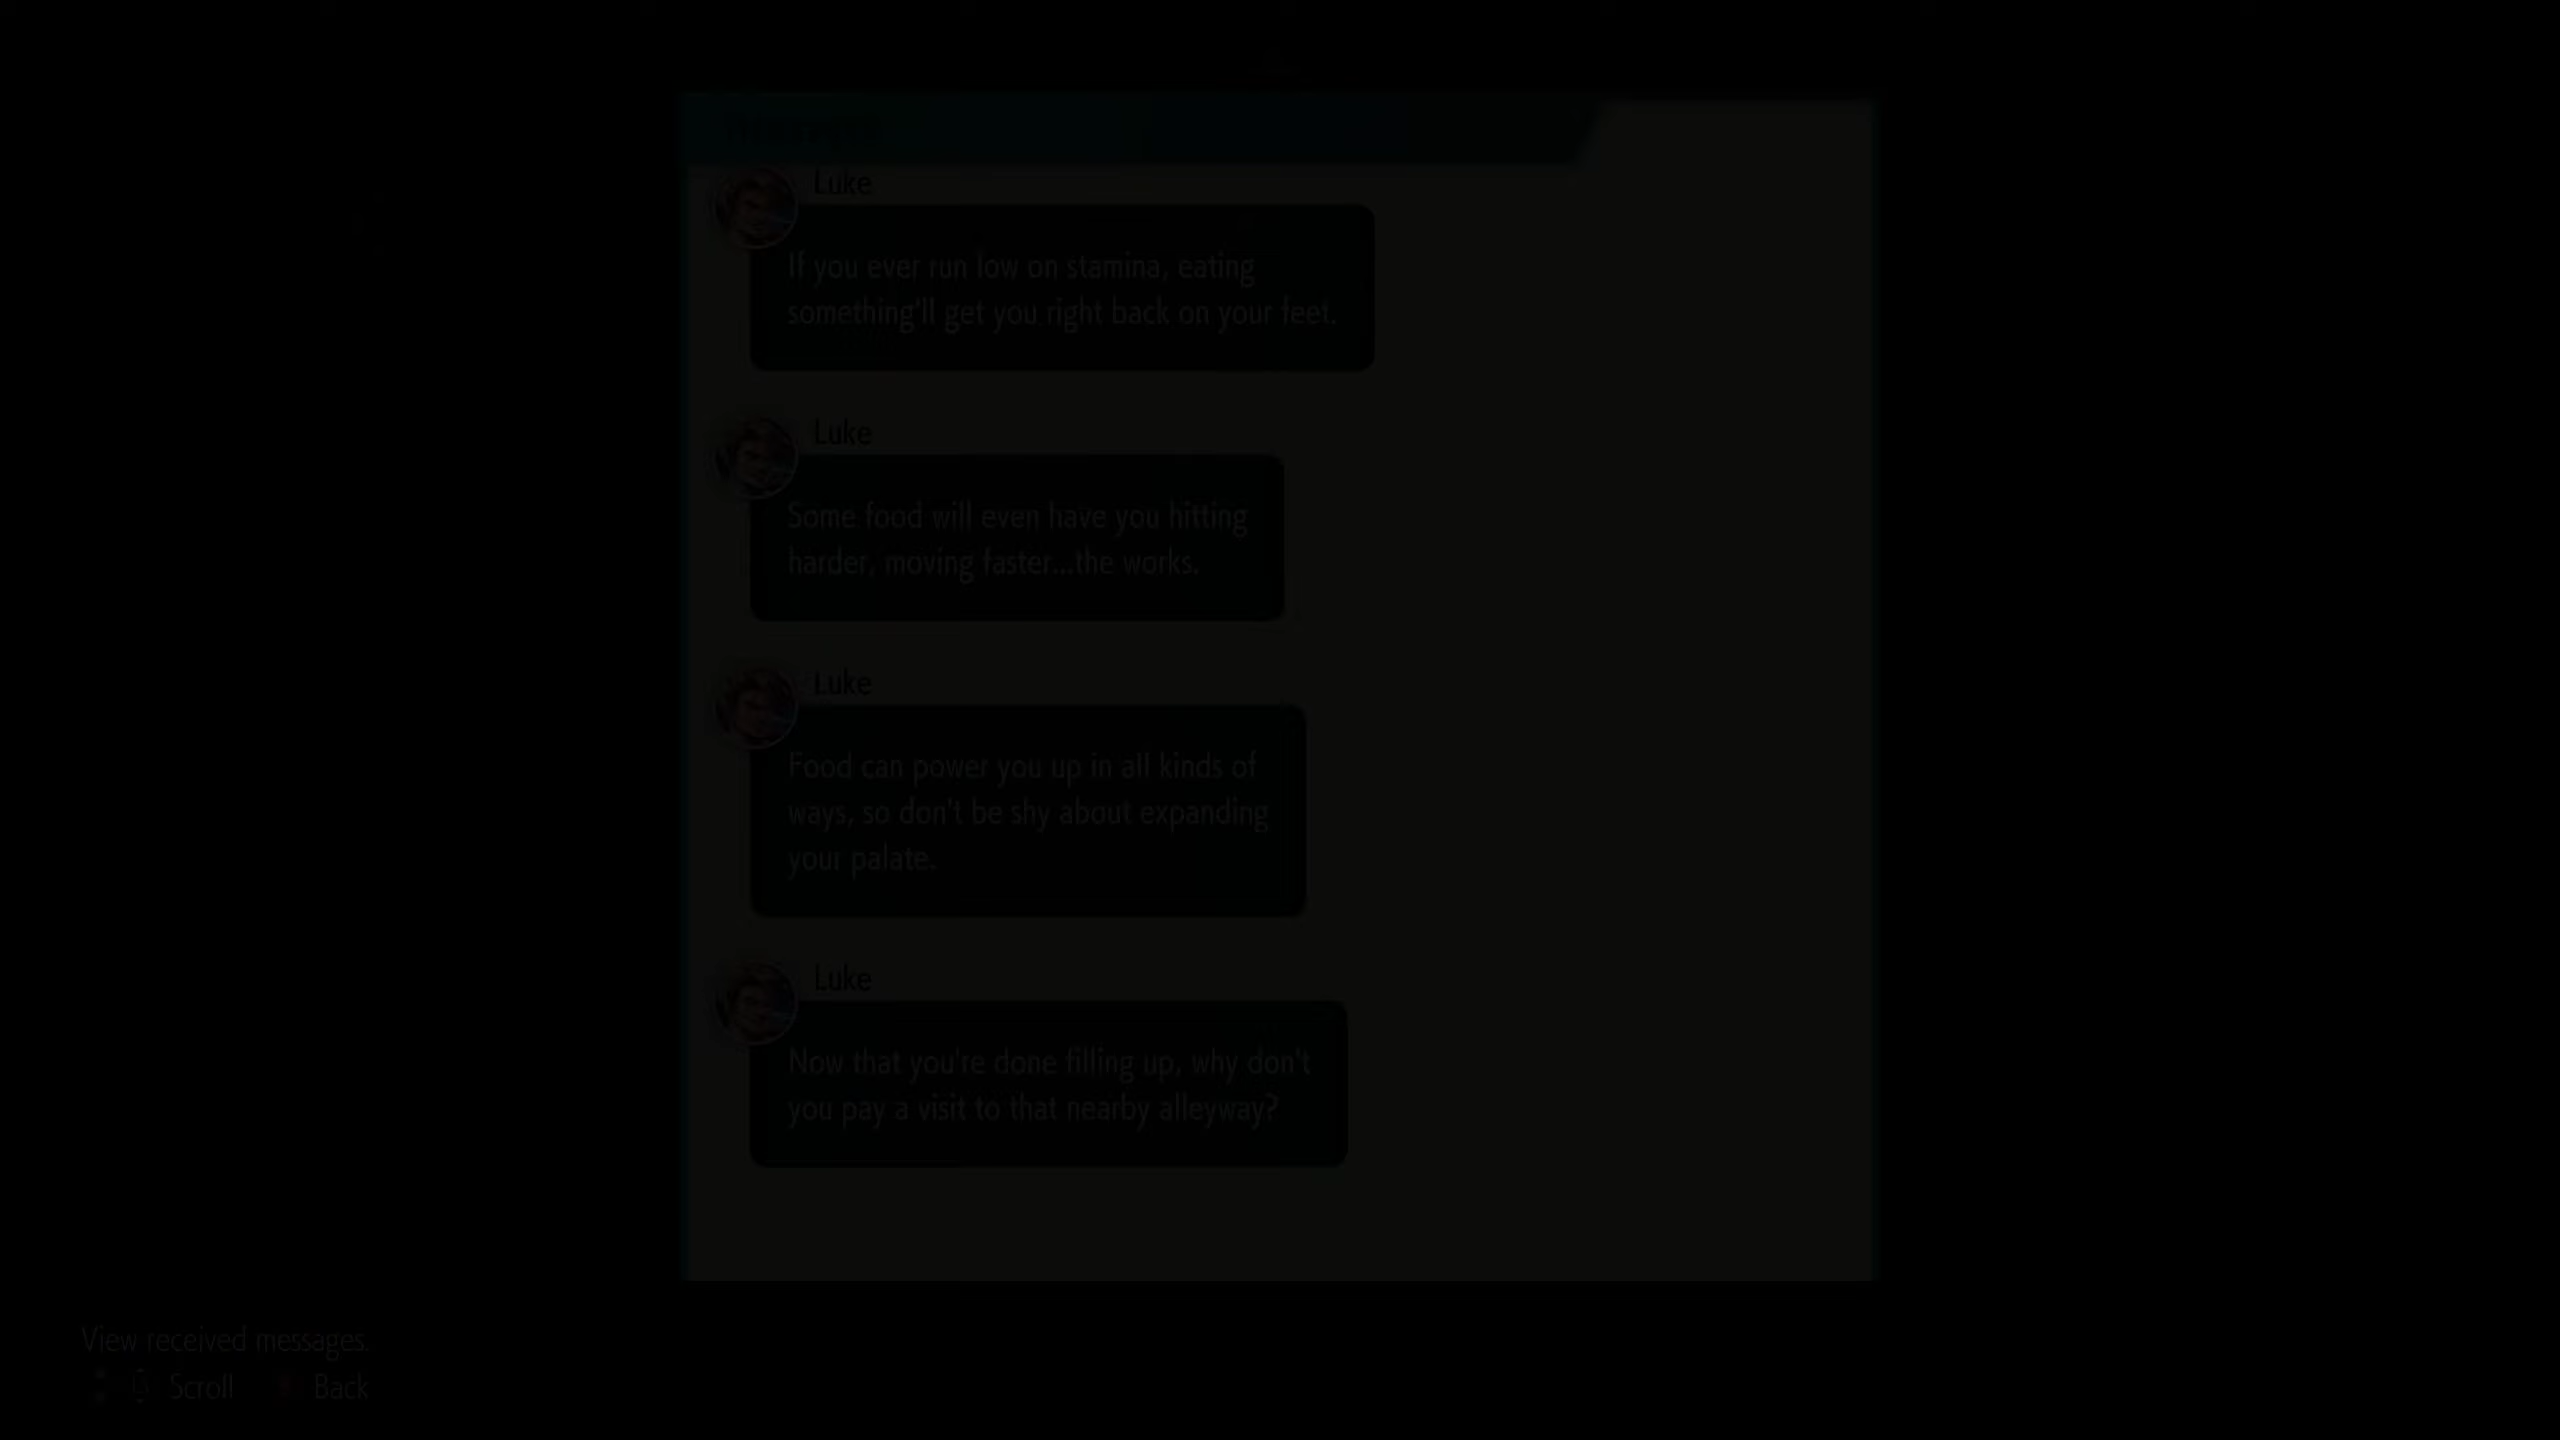 Luke
If you ever run low on stamina, eating
something'll get you right back on your feet.
Luke
Some food will even have you hitting
harder, moving faster...the works.
Luke
Food can power you up in all kinds of
ways, so don't be shy about expanding
your palate.
Luke
Now that you're done filling up, why don't
you pay a visit to that nearby alleyway?
View received messages.
Scroll Back